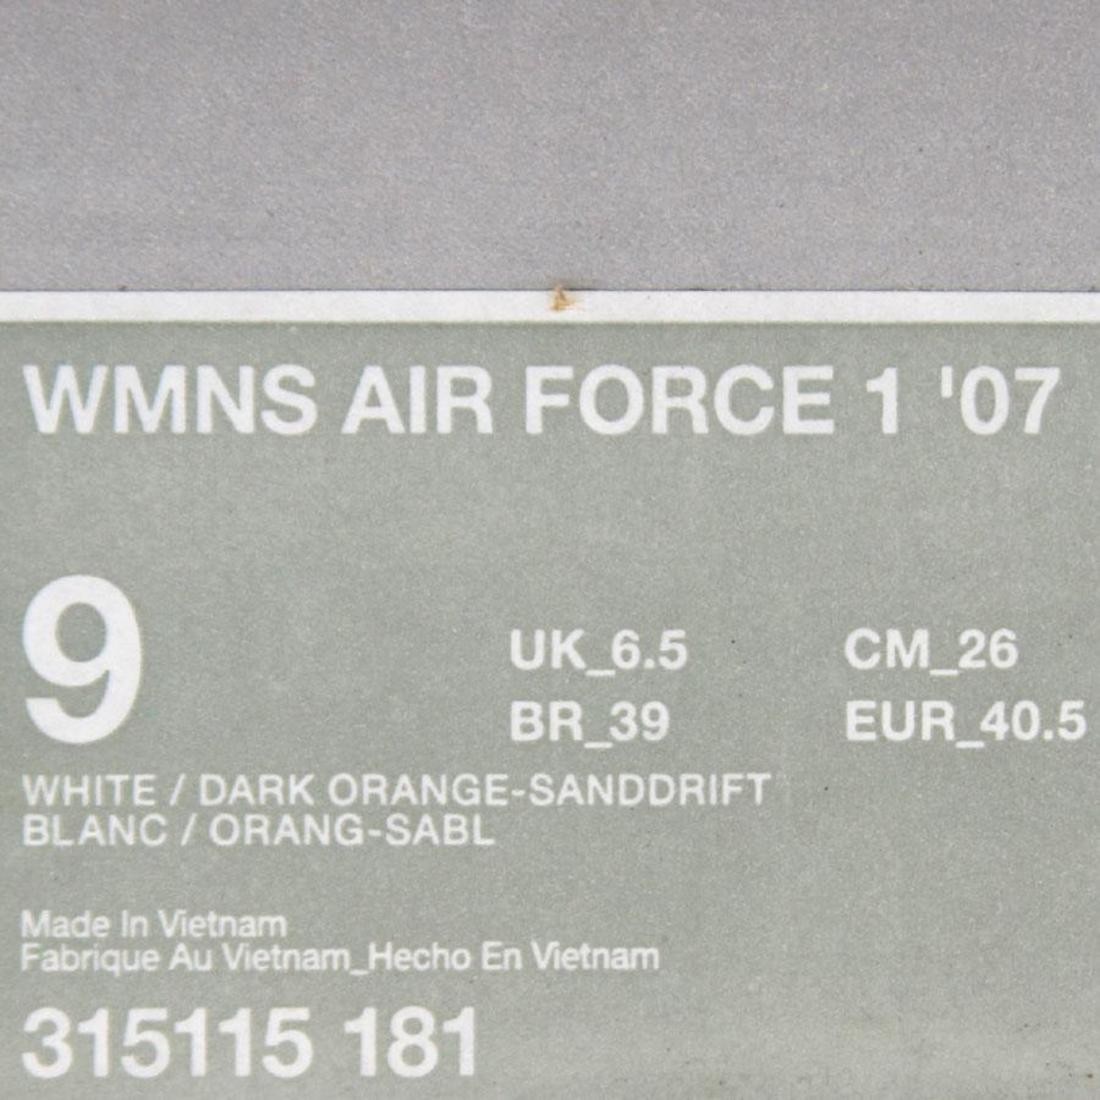 WMNS AIR FORCE 1 '07
9
UK_6.5 CM_26
BR_39 EUR_40.5
WHITE / DARK ORANGE-SANDDRIFT
BLANC / ORANG-SABL
Made In Vietnam
Fabrique Au Vietnam_Hecho En Vietnam
315115 181